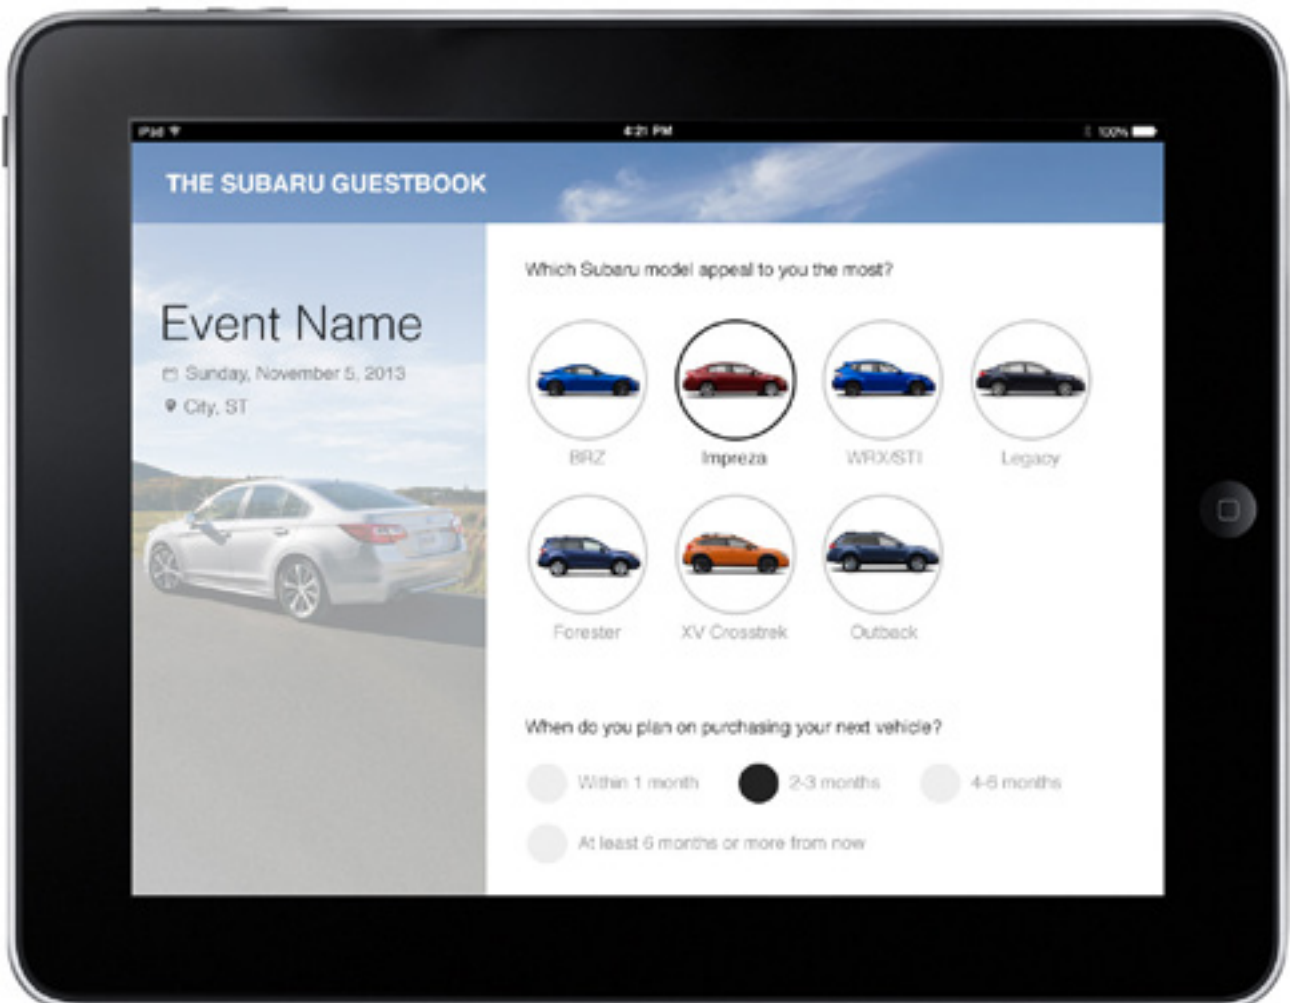 iPad
4:21 PM
100%
THE SUBARU GUESTBOOK
Event Name
Sunday, November 5, 2013
City, ST
Which Subaru model appeal to you the most?
BRZ
Impreza
WRX/STI
Legacy
Forester
XV Crosstrek
Outback
When do you plan on purchasing your next vehicle?
Within 1 month
2-3 months
4-6 months
At least 6 months or more from now